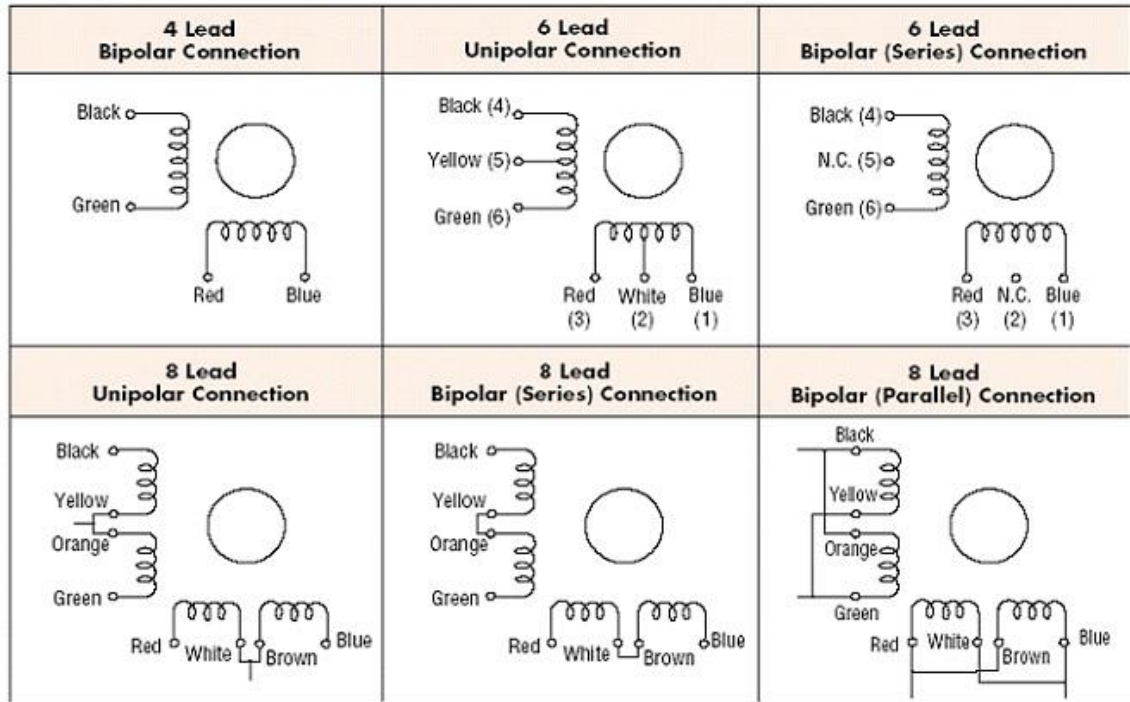 4 Lead
Bipolar Connection
6 Lead
Unipolar Connection
6 Lead
Bipolar (Series) Connection
Black
Green
Red
Blue
Black (4)
Yellow (5)
Green (6)
Red
(3)
White
(2)
Blue
(1)
Black (4)
N.C. (5)
Green (6)
Red
(3)
N.C.
(2)
Blue
(1)
8 Lead
Unipolar Connection
8 Lead
Bipolar (Series) Connection
8 Lead
Bipolar (Parallel) Connection
Black
Yellow
Orange
Green
Red
White
Brown
Blue
Black
Yellow
Orange
Green
Red
White
Brown
Blue
Black
Yellow
Orange
Green
Red
White
Brown
Blue